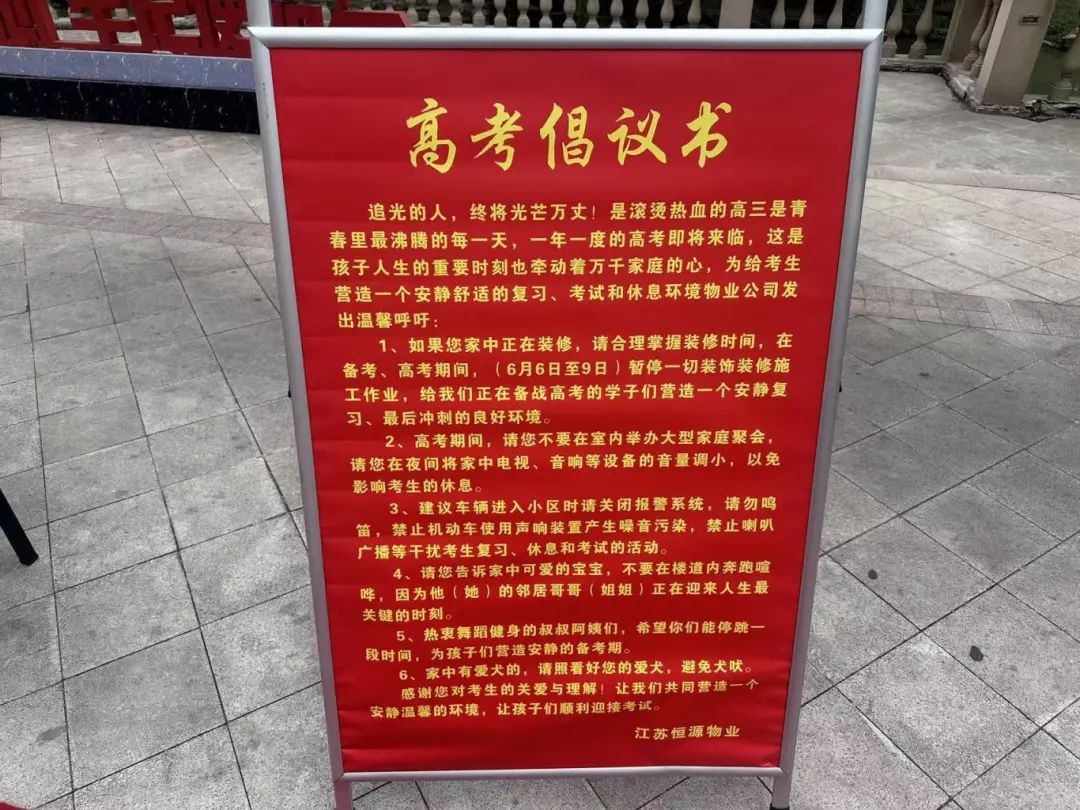 高考倡议书
追光的人，终将光芒万丈！是滚烫热血的高三是青
春里最沸腾的每一天，一年一度的高考即将来临，这是
孩子人生的重要时刻也牵动着万千家庭的心，为给考生
营造一个安静舒适的复习、考试和休息环境物业公司发
出温馨呼吁：
1、如果您家中正在装修，请合理掌握装修时间，在
备考、高考期间，（6月6日至9日）暂停一切装饰装修施
工作业，给我们正在备战高考的学子们营造一个安静复
习、最后冲刺的良好环境。
2、高考期间，请您不要在室内举办大型家庭聚会，
请您在夜间将家中电视、音响等设备的音量调小，以免
影响考生的休息。
3、建议车辆进入小区时请关闭报警系统，请勿鸣
笛，禁止机动车使用声响装置产生噪音污染，禁止喇叭
广播等干扰考生复习、休息和考试的活动。
4、请您告诉家中可爱的宝宝，不要在楼道内奔跑喧
哗，因为他（她）的邻居哥哥（姐姐）正在迎来人生最
关键的时刻。
5、热衷舞蹈健身的叔叔阿姨们，希望你们能停跳一
段时间，为孩子们营造安静的备考期。
6、家中有爱犬的，请照看好您的爱犬，避免犬吠。
感谢您对考生的关爱与理解！让我们共同营造一个
安静温馨的环境，让孩子们顺利迎接考试。
江苏恒源物业